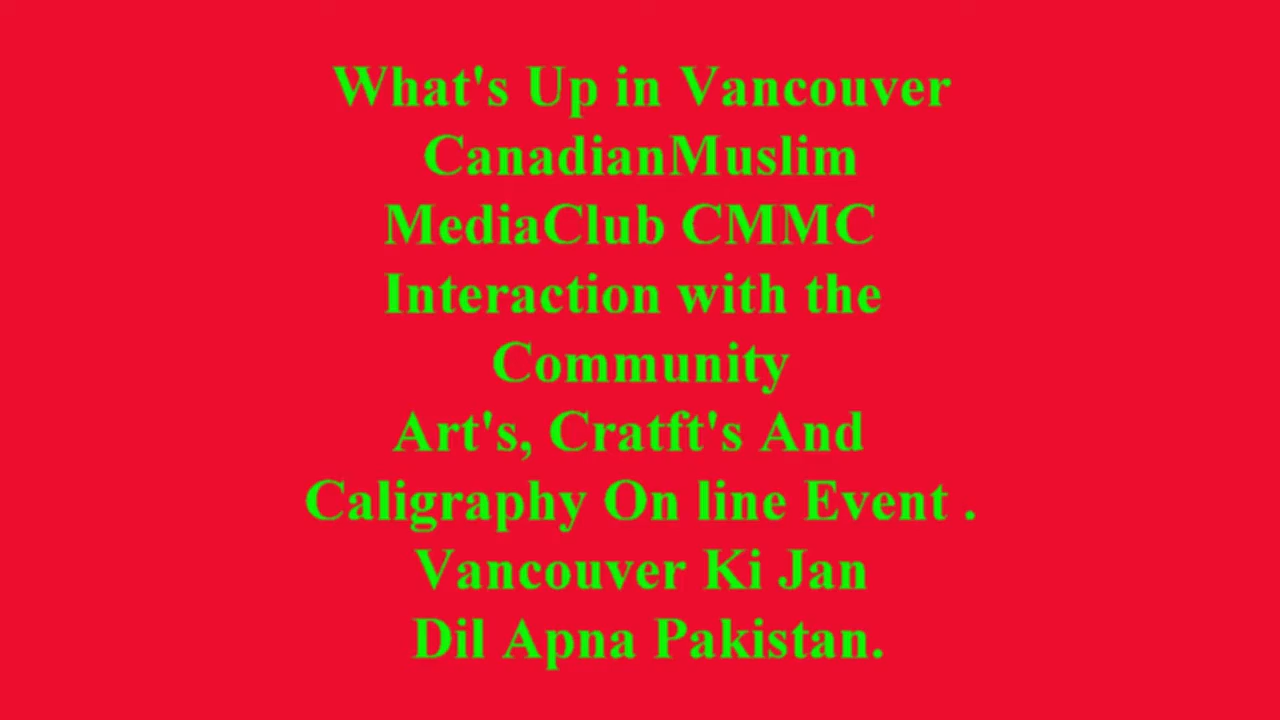 What's Up in Vancouver
CanadianMuslim
MediaClub CMMC
Interaction with the
Community
Art's, Cratft's And
Caligraphy On line Event .
Vancouver Ki Jan
Dil Apna Pakistan.